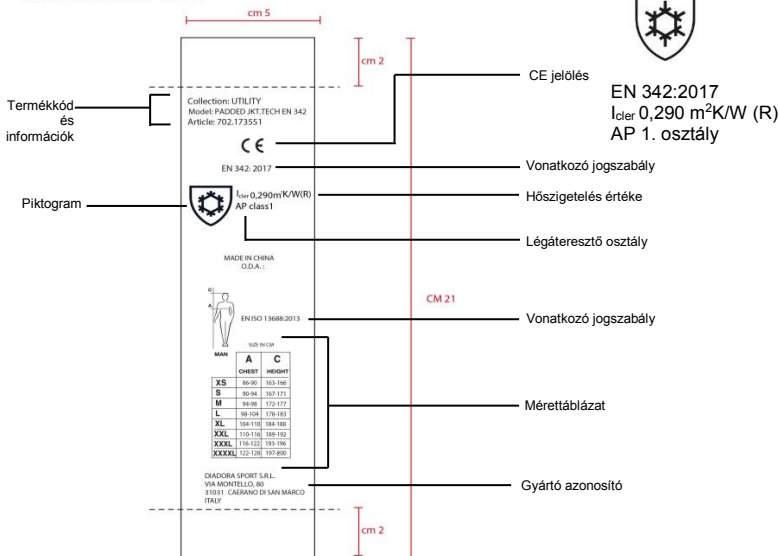 cm 5
cm 2
CE jelölés
EN 342:2017
Icler 0,290 m²K/W (R)
AP 1. osztály
Termékkód
és
információk
Collection: UTILITY
Model: PADDED JKT.TECH EN 342
Article: 702.173551
CE
EN 342: 2017
Vonatkozó jogszabály
Piktogram
Icler 0,290m²K/W(R)
AP class1
Hőszigetelés értéke
Légáteresztő osztály
MADE IN CHINA
O.D.A. :
CM 21
C
A
EN ISO 13688:2013
Vonatkozó jogszabály
MAN
SIZE IN CM
A C
CHEST HEIGHT
XS 86-90 163-166
S 90-94 167-171
M 94-98 172-177
L 98-104 178-183
XL 104-110 184-188
XXL 110-116 189-192
XXXL 116-122 193-196
XXXXL 122-128 197-200
Mérettáblázat
DIADORA SPORT S.R.L.
VIA MONTELLO, 80
31031 CAERANO DI SAN MARCO
ITALY
Gyártó azonosító
cm 2